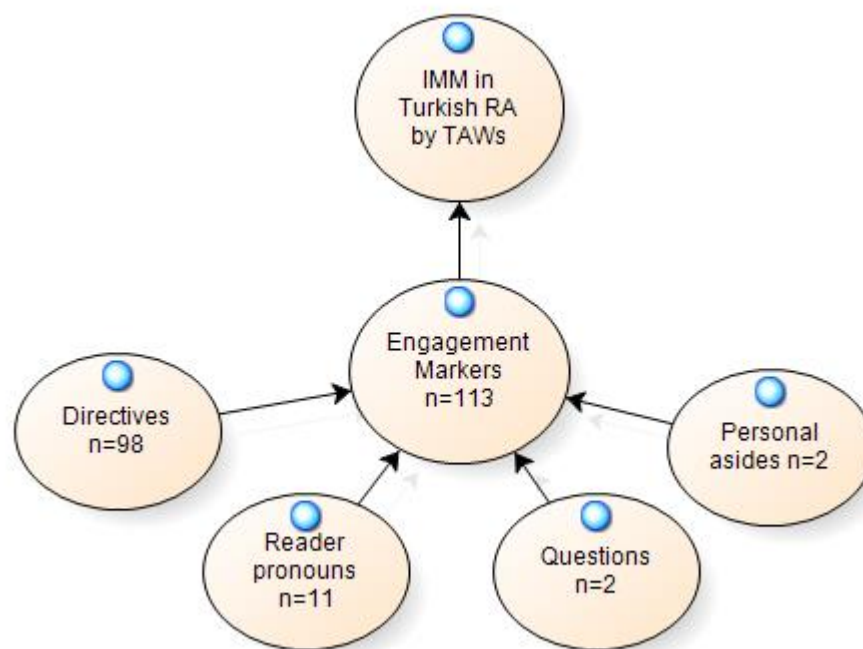 IMM in
Turkish RA
by TAWs
Engagement
Markers
n=113
Directives
n=98
Personal
asides n=2
Reader
pronouns
n=11
Questions
n=2